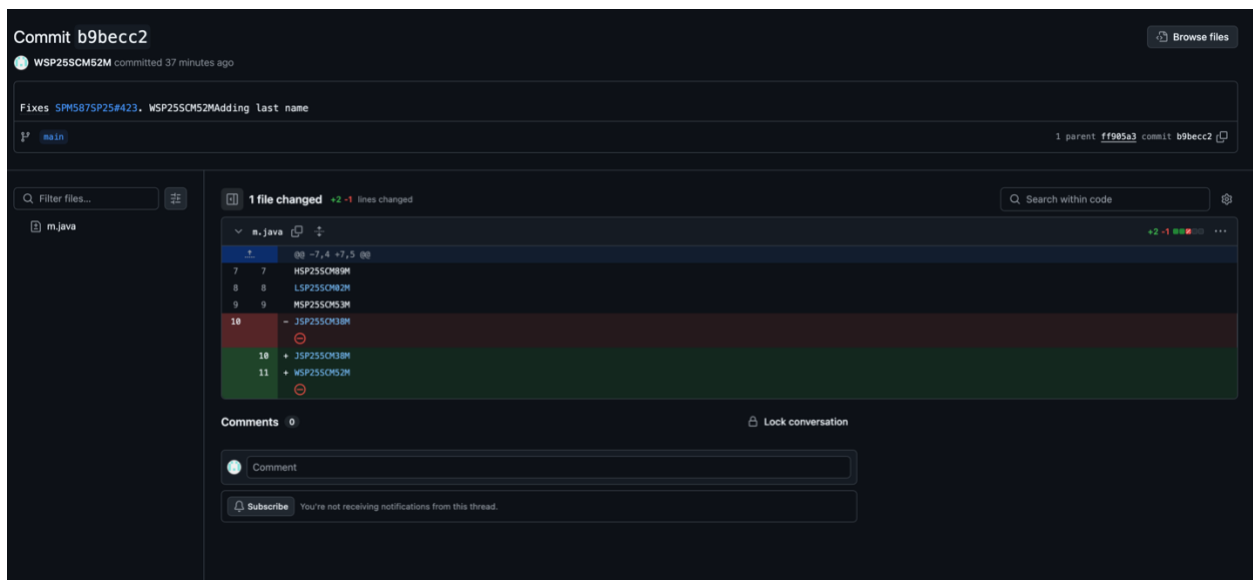 Commit b9becc2
Browse files
WSP25SCM52M committed 37 minutes ago
Fixes SPM587SP25#423. WSP25SCM52MAdding last name
main
1 parent ff905a3 commit b9becc2
Filter files...
m.java
1 file changed +2 -1 lines changed
Search within code
m.java
+2 -1
@@ -7,4 +7,5 @@
7 7 HSP25SCM89M
8 8 LSP25SCM02M
9 9 MSP25SCM53M
10 - JSP25SCM38M
10 + JSP25SCM38M
11 + WSP25SCM52M
Comments 0
Lock conversation
Comment
Subscribe You're not receiving notifications from this thread.